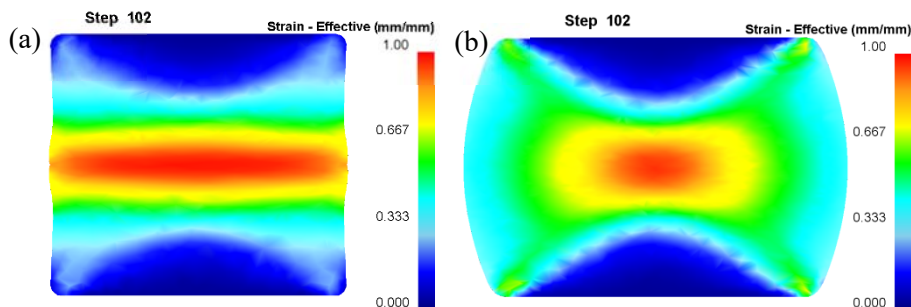 (a)
Step 102
Strain - Effective (mm/mm)
1.00
0.667
0.333
0.000
(b)
Step 102
Strain - Effective (mm/mm)
1.00
0.667
0.333
0.000